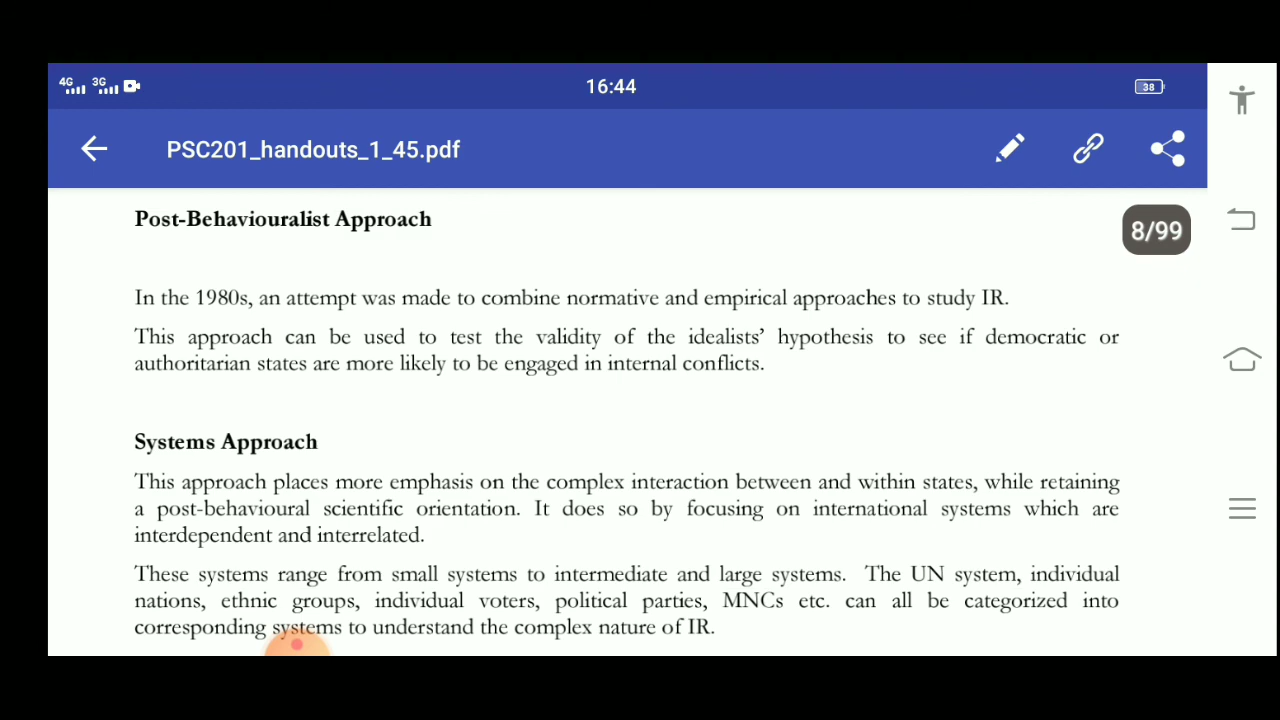 4G 3G 16:44 38
PSC201_handouts_1_45.pdf
Post-Behaviouralist Approach
8/99
In the 1980s, an attempt was made to combine normative and empirical approaches to study IR.
This approach can be used to test the validity of the idealists’ hypothesis to see if democratic or
authoritarian states are more likely to be engaged in internal conflicts.
Systems Approach
This approach places more emphasis on the complex interaction between and within states, while retaining
a post-behavioural scientific orientation. It does so by focusing on international systems which are
interdependent and interrelated.
These systems range from small systems to intermediate and large systems. The UN system, individual
nations, ethnic groups, individual voters, political parties, MNCs etc. can all be categorized into
corresponding systems to understand the complex nature of IR.